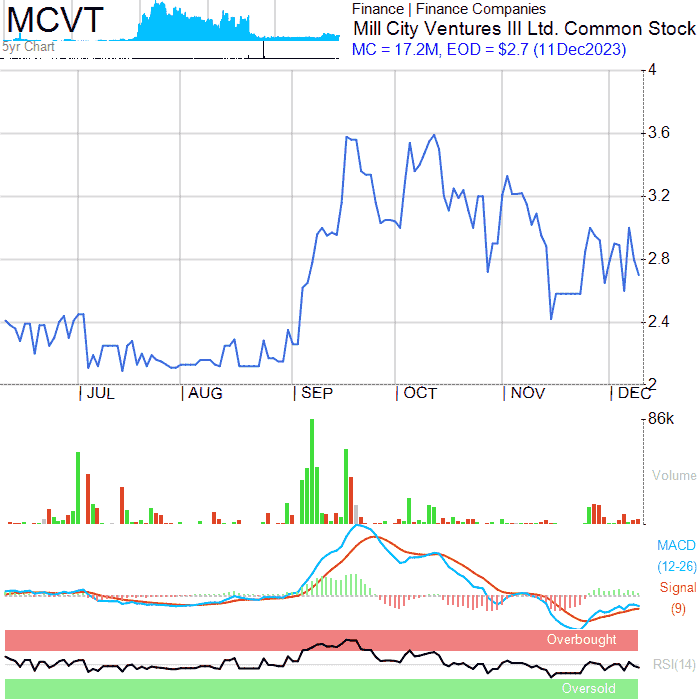 MCVT
5yr Chart
Finance | Finance Companies
Mill City Ventures III Ltd. Common Stock
MC = 17.2M, EOD = $2.7 (11Dec2023)
4
3.6
3.2
2.8
2.4
2
JUL AUG SEP OCT NOV DEC
86k
Volume
MACD
(12-26)
Signal
(9)
Overbought
RSI(14)
Oversold